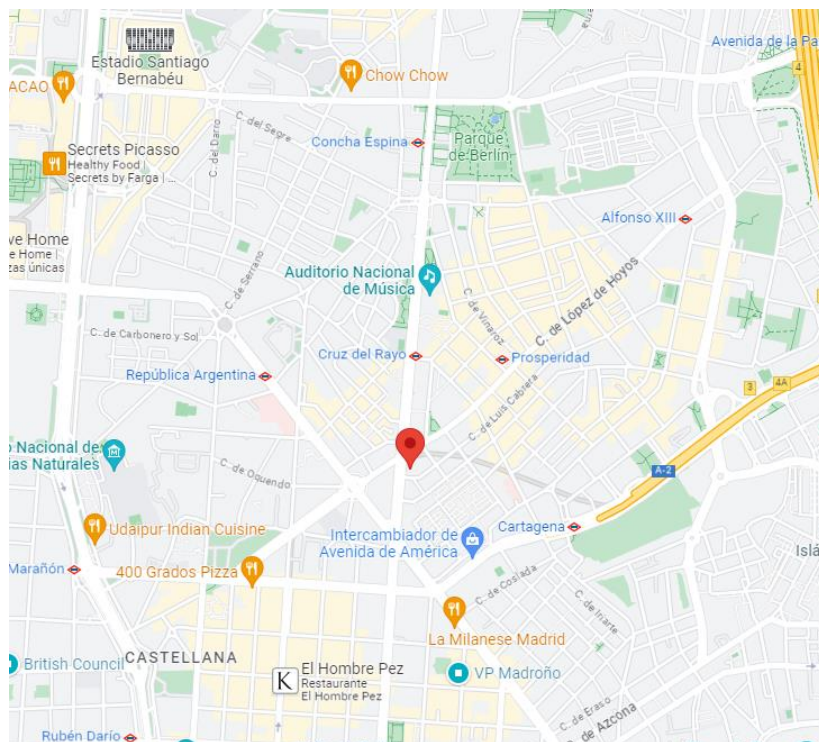 Estadio Santiago
Bernabéu
ACAO
Chow Chow
Avenida de la Pa
4
C. del Segre
C. del Darro
Concha Espina
Parque
de Berlín
Secrets Picasso
Healthy Food |
Secrets by Farga | ...
Alfonso XIII
ve Home
e Home |
zas únicas
Auditorio Nacional
de Música
C. de Serrano
C. de Vinaroz
C. de López de Hoyos
C. de Carbonero y Sol
Cruz del Rayo
Prosperidad
República Argentina
3
4A
C. de Luis Cabrera
o Nacional de
ias Naturales
C. de Oquendo
A-2
Udaipur Indian Cuisine
Intercambiador de
Avenida de América
Cartagena
Islá
Marañón
400 Grados Pizza
C. de Coslada
C. de Iriarte
La Milanese Madrid
British Council
CASTELLANA
K
El Hombre Pez
Restaurante
El Hombre Pez
VP Madroño
C. de Eraso
C. de Azcona
Rubén Darío